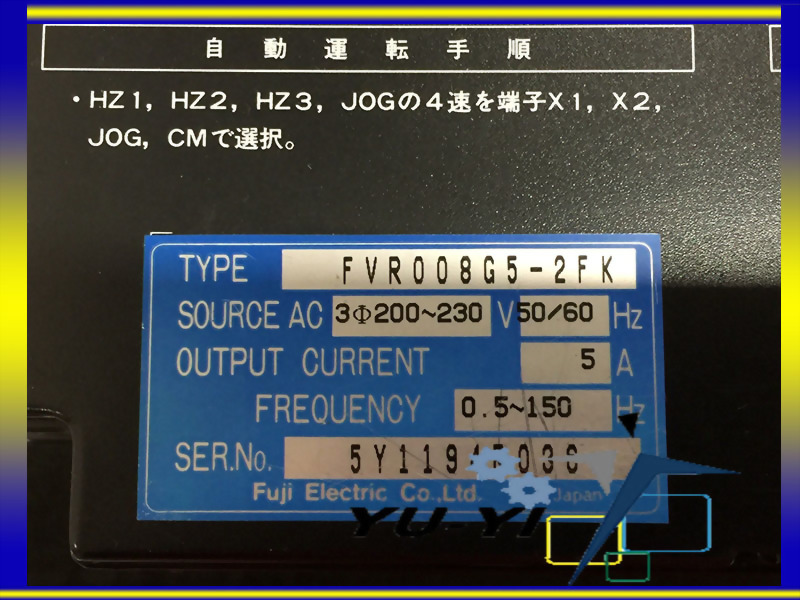 自動運転手順
・HZ1，HZ2，HZ3，JOGの4速を端子X1，X2，
JOG，CMで選択。
TYPE FVR008G5-2FK
SOURCE AC 3Φ200~230 V 50/60 Hz
OUTPUT CURRENT 5 A
FREQUENCY 0.5~150 Hz
SER.No.
Fuji Electric Co.,Ltd. Japan
YU YI